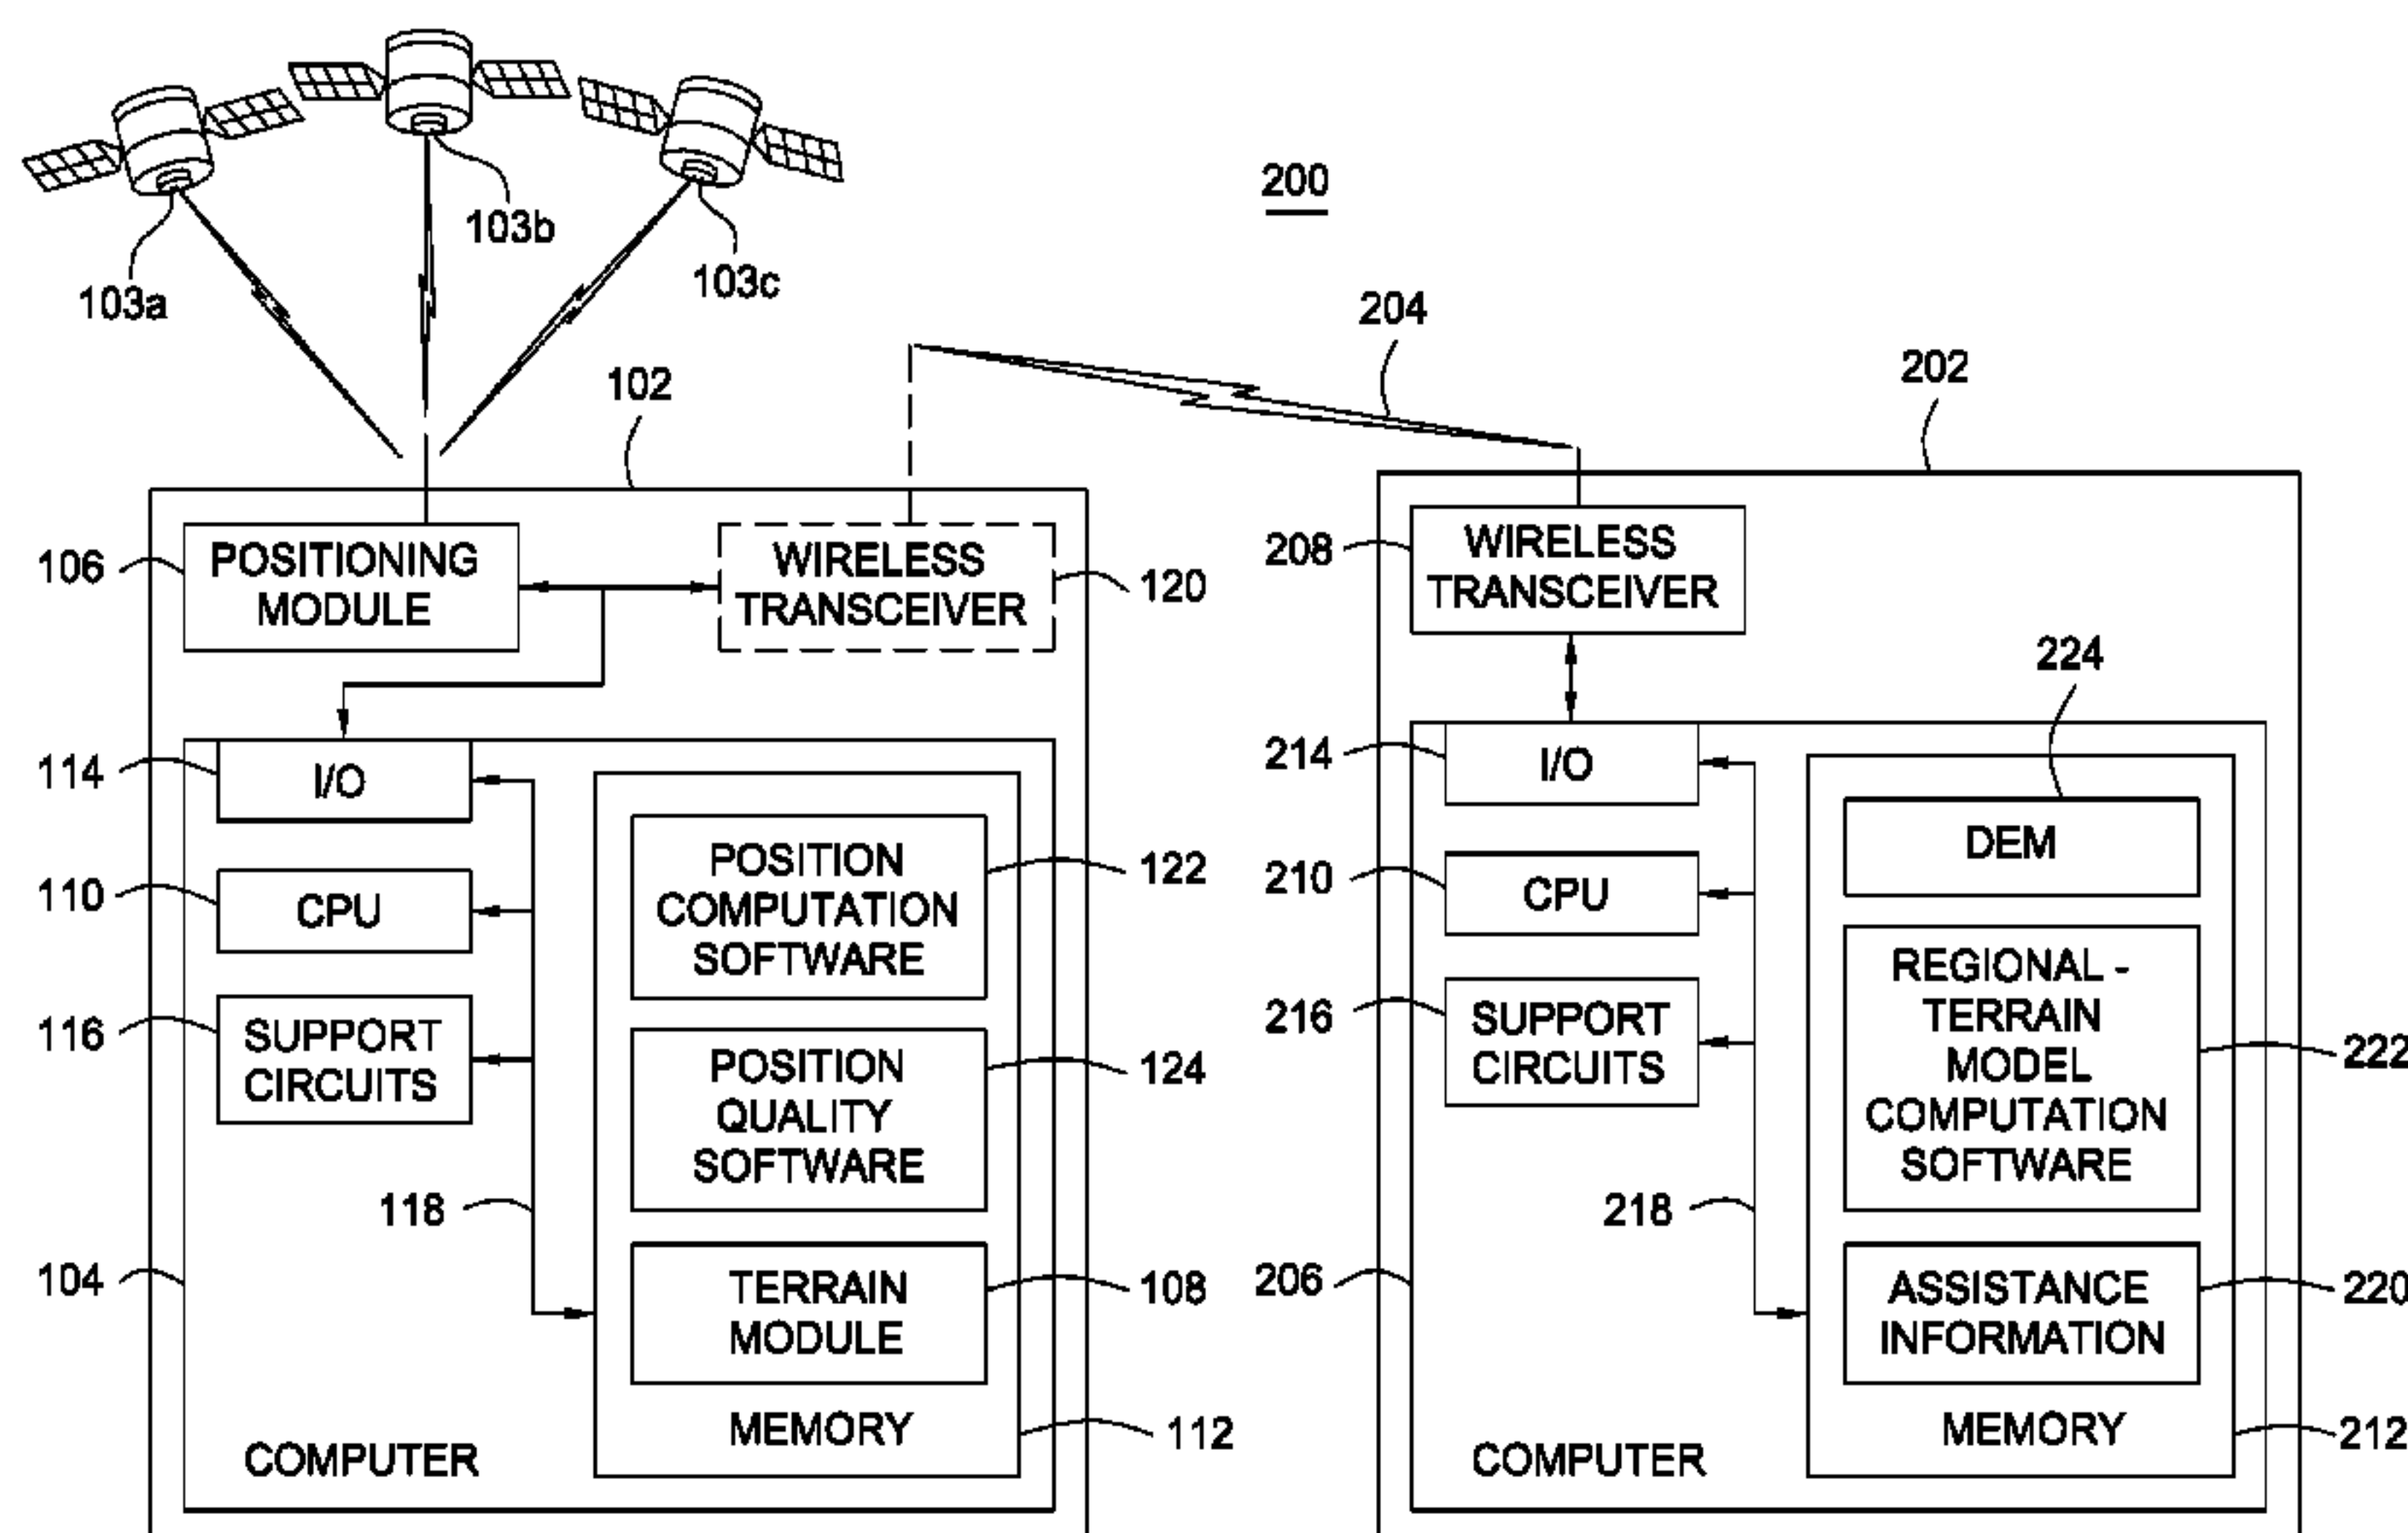 200
103a
103b
103c
204
102
202
106
POSITIONING
MODULE
WIRELESS
TRANSCEIVER
120
114
I/O
110
CPU
116
SUPPORT
CIRCUITS
118
104
COMPUTER
POSITION
COMPUTATION
SOFTWARE
122
POSITION
QUALITY
SOFTWARE
124
TERRAIN
MODULE
108
MEMORY
112
208
WIRELESS
TRANSCEIVER
224
214
I/O
210
CPU
216
SUPPORT
CIRCUITS
218
206
COMPUTER
DEM
REGIONAL -
TERRAIN
MODEL
COMPUTATION
SOFTWARE
222
ASSISTANCE
INFORMATION
220
MEMORY
212